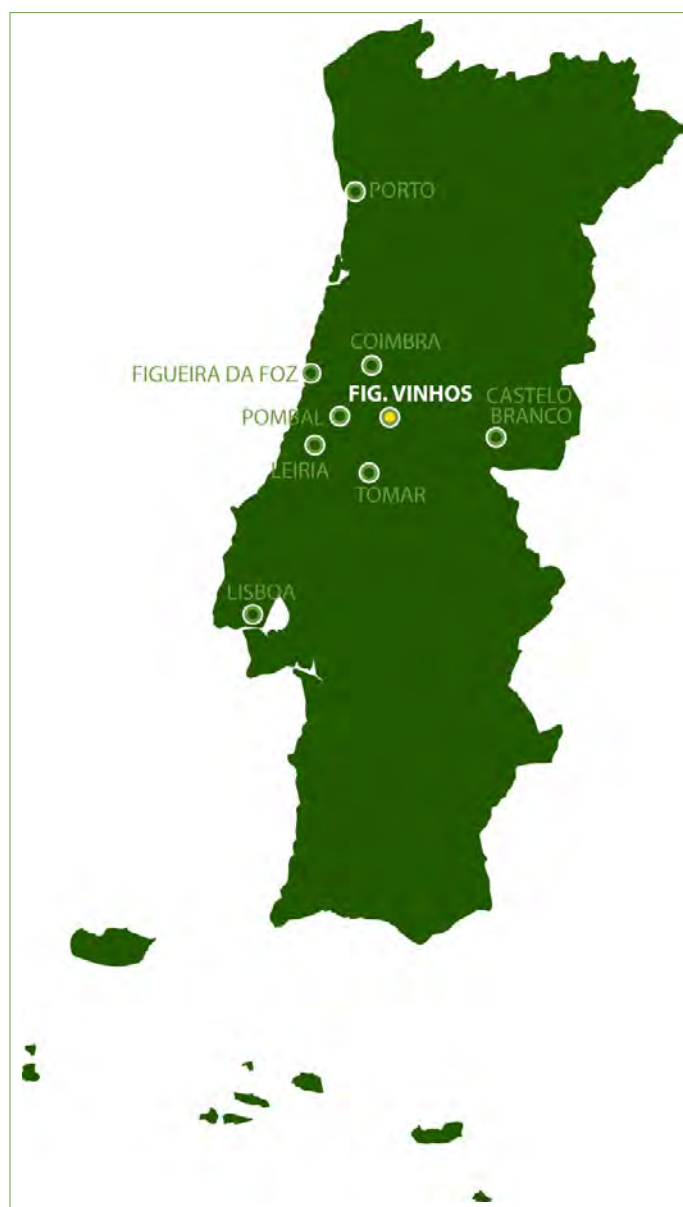 PORTO
COIMBRA
FIGUEIRA DA FOZ
FIG. VINHOS
CASTELO
BRANCO
POMBAL
LEIRIA
TOMAR
LISBOA